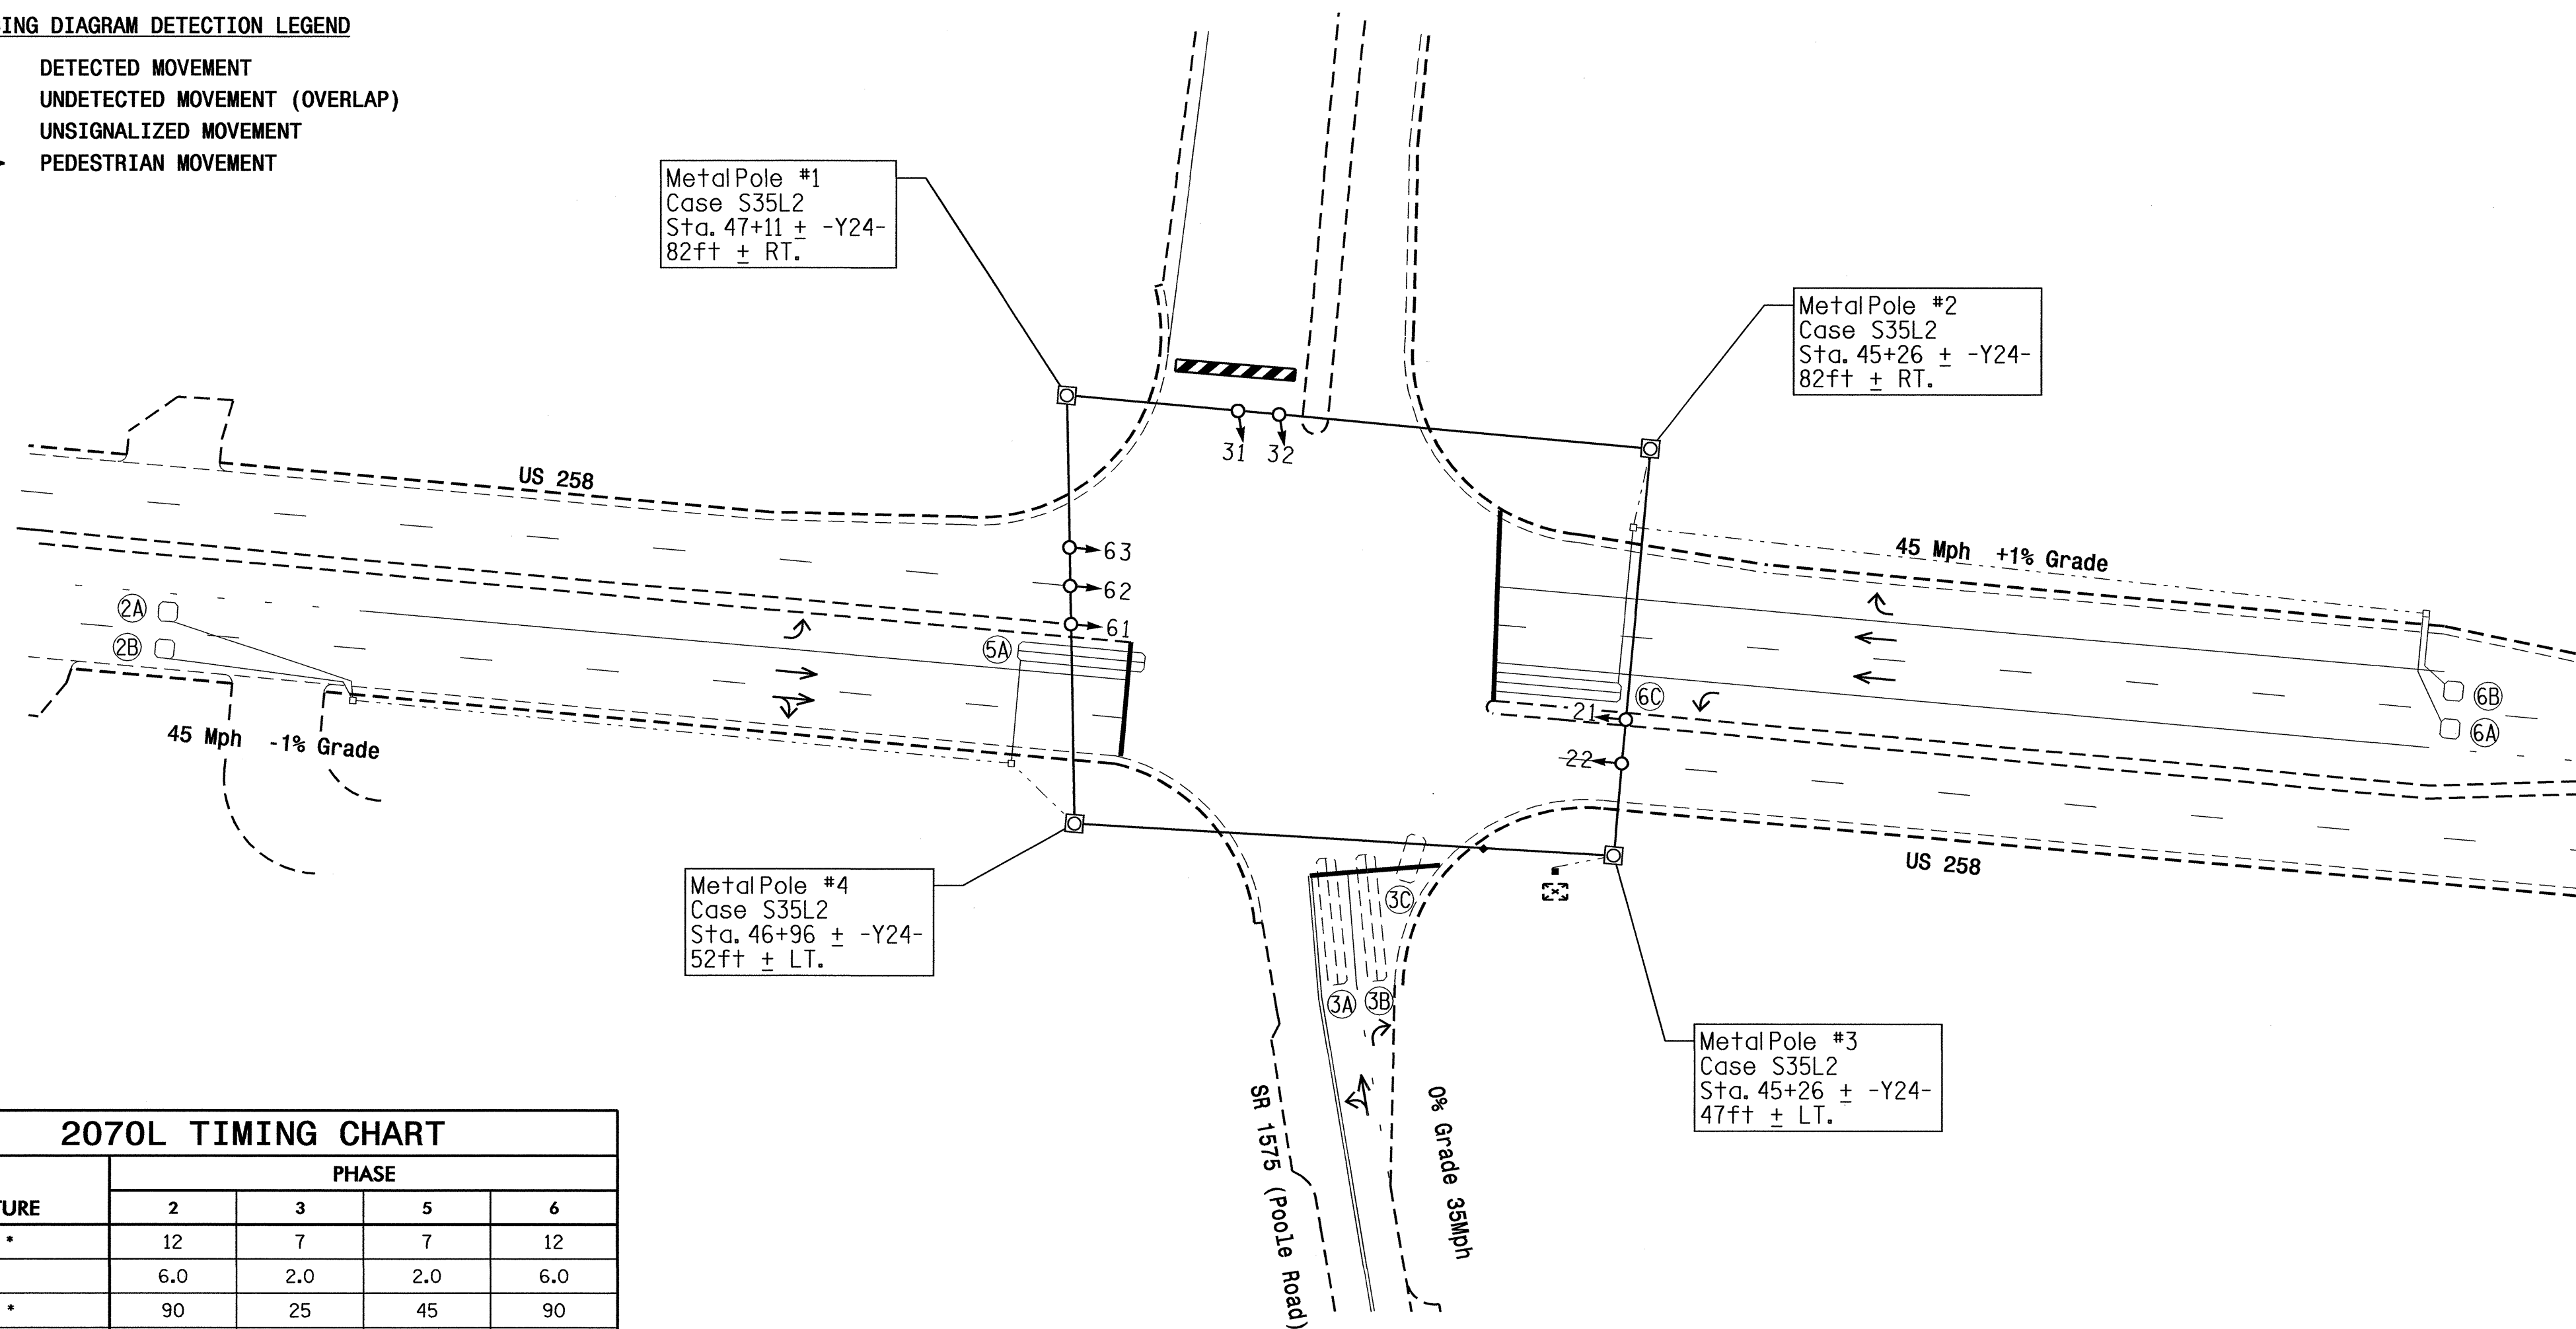 ING DIAGRAM DETECTION LEGEND
DETECTED MOVEMENT
UNDETECTED MOVEMENT (OVERLAP)
UNSIGNALIZED MOVEMENT
PEDESTRIAN MOVEMENT
Metal Pole #1
Case S35L2
Sta. 47+11 ± -Y24-
82ft ± RT.
Metal Pole #2
Case S35L2
Sta. 45+26 ± -Y24-
82ft ± RT.
31 32
US 258
63
62
61
45 Mph +1% Grade
2A
2B
5A
6C
6B
6A
21
22
45 Mph -1% Grade
US 258
Metal Pole #4
Case S35L2
Sta. 46+96 ± -Y24-
52ft ± LT.
3C
3A 3B
Metal Pole #3
Case S35L2
Sta. 45+26 ± -Y24-
47ft ± LT.
SR 1575 (Poole Road)
0% Grade 35Mph
2070L TIMING CHART
PHASE
TURE 2 3 5 6
* 12 7 7 12
6.0 2.0 2.0 6.0
* 90 25 45 90